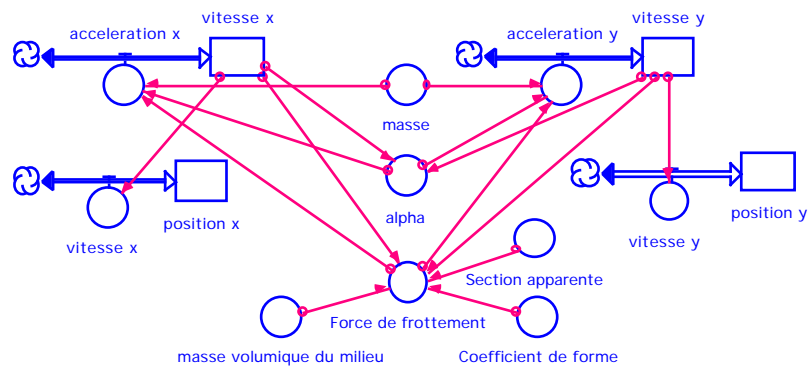 vitesse x
vitesse y
acceleration x
acceleration y
masse
alpha
position x
vitesse x
position y
vitesse y
Section apparente
Force de frottement
masse volumique du milieu
Coefficient de forme